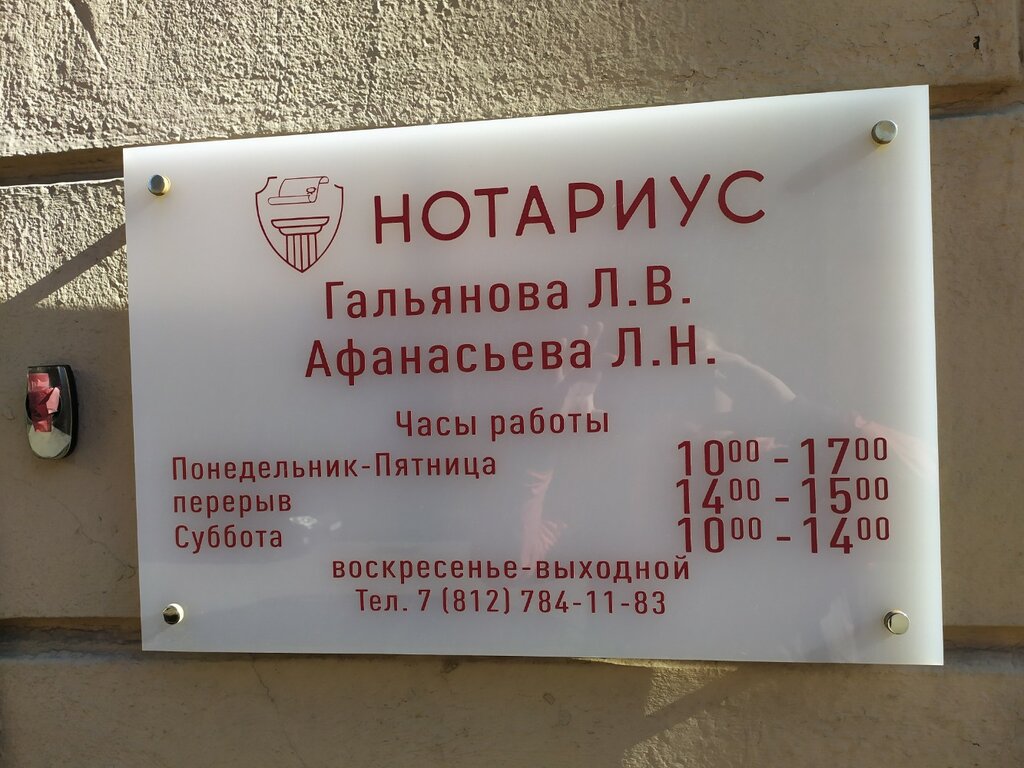 НОТАРИУС
Гальянова Л.В.
Афанасьева Л.Н.
Часы работы
Понедельник-Пятница 10⁰⁰ - 17⁰⁰
перерыв 14⁰⁰ - 15⁰⁰
Суббота 10⁰⁰ - 14⁰⁰
воскресенье-выходной
Тел. 7 (812) 784-11-83